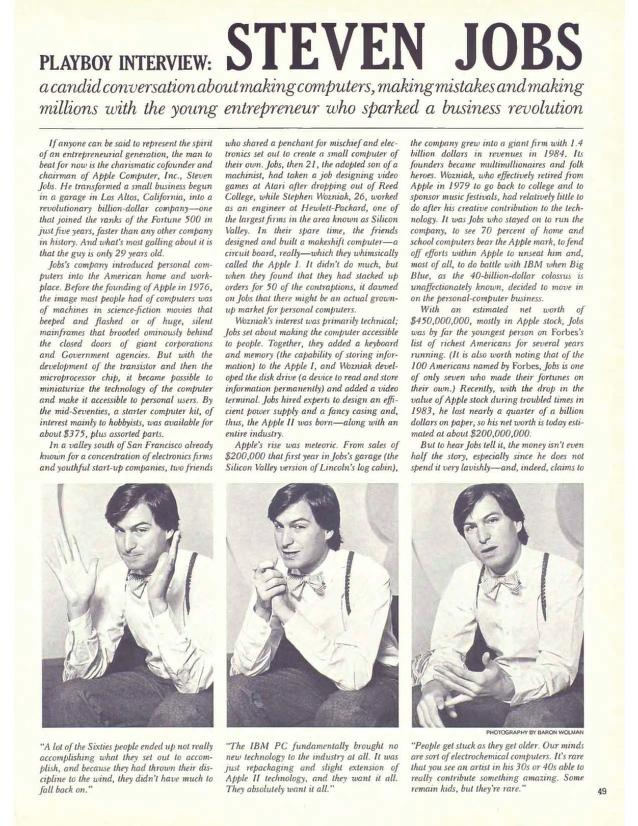 PLAYBOY INTERVIEW: STEVEN JOBS
a candid conversation about making computers, making mistakes and making
millions with the young entrepreneur who sparked a business revolution
If anyone can be said to represent the spirit
of an entrepreneurial generation, the man to
beat for now is the charismatic cofounder and
chairman of Apple Computer, Inc., Steven
Jobs. He transformed a small business begun
in a garage in Los Altos, California, into a
revolutionary billion-dollar company—one
that joined the ranks of the Fortune 500 in
just five years, faster than any other company
in history. And what's most galling about it is
that the guy is only 29 years old.
Jobs's company introduced personal com-
puters into the American home and work-
place. Before the founding of Apple in 1976,
the image most people had of computers was
of machines in science-fiction movies that
beeped and flashed or of huge, silent
mainframes that brooded ominously behind
the closed doors of giant corporations
and Government agencies. But with the
development of the transistor and then the
microprocessor chip, it became possible to
miniaturize the technology of the computer
and make it accessible to personal users. By
the mid-Seventies, a starter computer kit, of
interest mainly to hobbyists, was available for
about $375, plus assorted parts.
In a valley south of San Francisco already
known for a concentration of electronics firms
and youthful start-up companies, two friends
who shared a penchant for mischief and elec-
tronics set out to create a small computer of
their own. Jobs, then 21, the adopted son of a
machinist, had taken a job designing video
games at Atari after dropping out of Reed
College, while Stephen Wozniak, 26, worked
as an engineer at Hewlett-Packard, one of
the largest firms in the area known as Silicon
Valley. In their spare time, the friends
designed and built a makeshift computer—a
circuit board, really—which they whimsically
called the Apple I. It didn't do much, but
when they found that they had stacked up
orders for 50 of the contraptions, it dawned
on Jobs that there might be an actual grown-
up market for personal computers.
Wozniak's interest was primarily technical;
Jobs set about making the computer accessible
to people. Together, they added a keyboard
and memory (the capability of storing infor-
mation) to the Apple I, and Wozniak devel-
oped the disk drive (a device to read and store
information permanently) and added a video
terminal. Jobs hired experts to design an effi-
cient power supply and a fancy casing and,
thus, the Apple II was born—along with an
entire industry.
Apple's rise was meteoric. From sales of
$200,000 that first year in Jobs's garage (the
Silicon Valley version of Lincoln's log cabin),
the company grew into a giant firm with 1.4
billion dollars in revenues in 1984. Its
founders became multimillionaires and folk
heroes. Wozniak, who effectively retired from
Apple in 1979 to go back to college and to
sponsor music festivals, had relatively little to
do after his creative contribution to the tech-
nology. It was Jobs who stayed on to run the
company, to see 70 percent of home and
school computers bear the Apple mark, to fend
off efforts within Apple to unseat him and,
most of all, to do battle with IBM when Big
Blue, as the 40-billion-dollar colossus is
unaffectionately known, decided to move in
on the personal-computer business.
With an estimated net worth of
$450,000,000, mostly in Apple stock, Jobs
was by far the youngest person on Forbes's
list of richest Americans for several years
running. (It is also worth noting that of the
100 Americans named by Forbes, Jobs is one
of only seven who made their fortunes on
their own.) Recently, with the drop in the
value of Apple stock during troubled times in
1983, he lost nearly a quarter of a billion
dollars on paper, so his net worth is today esti-
mated at about $200,000,000.
But to hear Jobs tell it, the money isn't even
half the story, especially since he does not
spend it very lavishly—and, indeed, claims to
PHOTOGRAPHY BY BARON WOLMAN
"A lot of the Sixties people ended up not really
accomplishing what they set out to accom-
plish, and because they had thrown their dis-
cipline to the wind, they didn't have much to
fall back on."
"The IBM PC fundamentally brought no
new technology to the industry at all. It was
just repackaging and slight extension of
Apple II technology, and they want it all.
They absolutely want it all."
"People get stuck as they get older. Our minds
are sort of electrochemical computers. It's rare
that you see an artist in his 30s or 40s able to
really contribute something amazing. Some
remain kids, but they're rare."
49